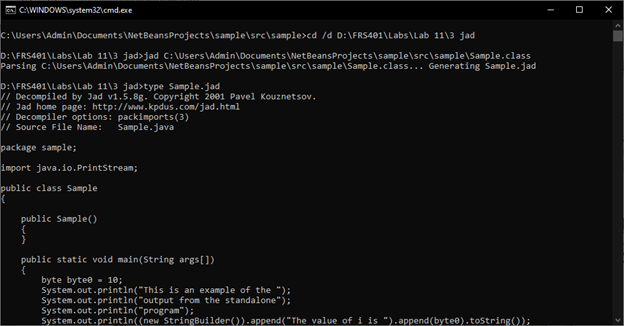 C:\WINDOWS\system32\cmd.exe
C:\Users\Admin\Documents\NetBeansProjects\sample\src\sample>cd /d D:\FRS401\Labs\Lab 11\3 jad
D:\FRS401\Labs\Lab 11\3 jad>jad C:\Users\Admin\Documents\NetBeansProjects\sample\src\sample\Sample.class
Parsing C:\Users\Admin\Documents\NetBeansProjects\sample\src\sample\Sample.class... Generating Sample.jad
D:\FRS401\Labs\Lab 11\3 jad>type Sample.jad
// Decompiled by Jad v1.5.8g. Copyright 2001 Pavel Kouznetsov.
// Jad home page: http://www.kpdus.com/jad.html
// Decompiler options: packimports(3)
// Source File Name:   Sample.java
package sample;
import java.io.PrintStream;
public class Sample
{
    public Sample()
    {
    }
    public static void main(String args[])
    {
        byte byte0 = 10;
        System.out.println("This is an example of the ");
        System.out.println("output from the standalone");
        System.out.println("program");
        System.out.println((new StringBuilder()).append("The value of i is ").append(byte0).toString());